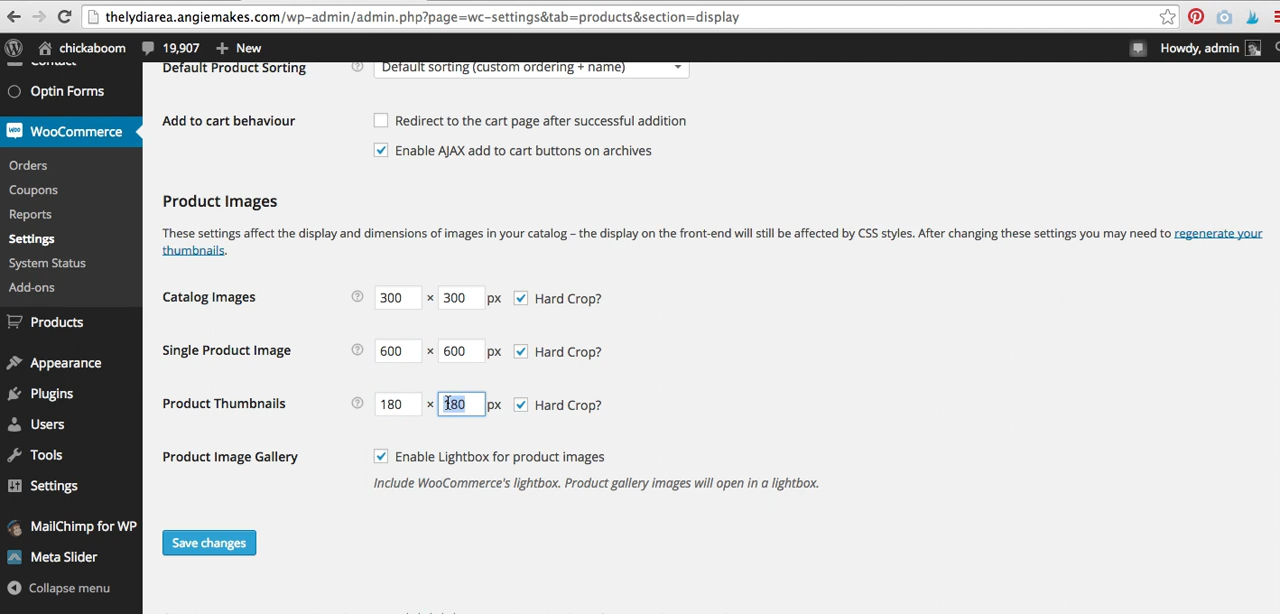 thelydiarea.angiemakes.com/wp-admin/admin.php?page=wc-settings&tab=products&section=display
chickaboom 19,907 + New Howdy, admin
Contact
Optin Forms
WooCommerce
Orders
Coupons
Reports
Settings
System Status
Add-ons
Products
Appearance
Plugins
Users
Tools
Settings
MailChimp for WP
Meta Slider
Collapse menu
Default Product Sorting ? Default sorting (custom ordering + name)
Add to cart behaviour Redirect to the cart page after successful addition
Enable AJAX add to cart buttons on archives
Product Images
These settings affect the display and dimensions of images in your catalog – the display on the front-end will still be affected by CSS styles. After changing these settings you may need to regenerate your
thumbnails.
Catalog Images ? 300 × 300 px Hard Crop?
Single Product Image ? 600 × 600 px Hard Crop?
Product Thumbnails ? 180 × 180 px Hard Crop?
Product Image Gallery Enable Lightbox for product images
Include WooCommerce's lightbox. Product gallery images will open in a lightbox.
Save changes